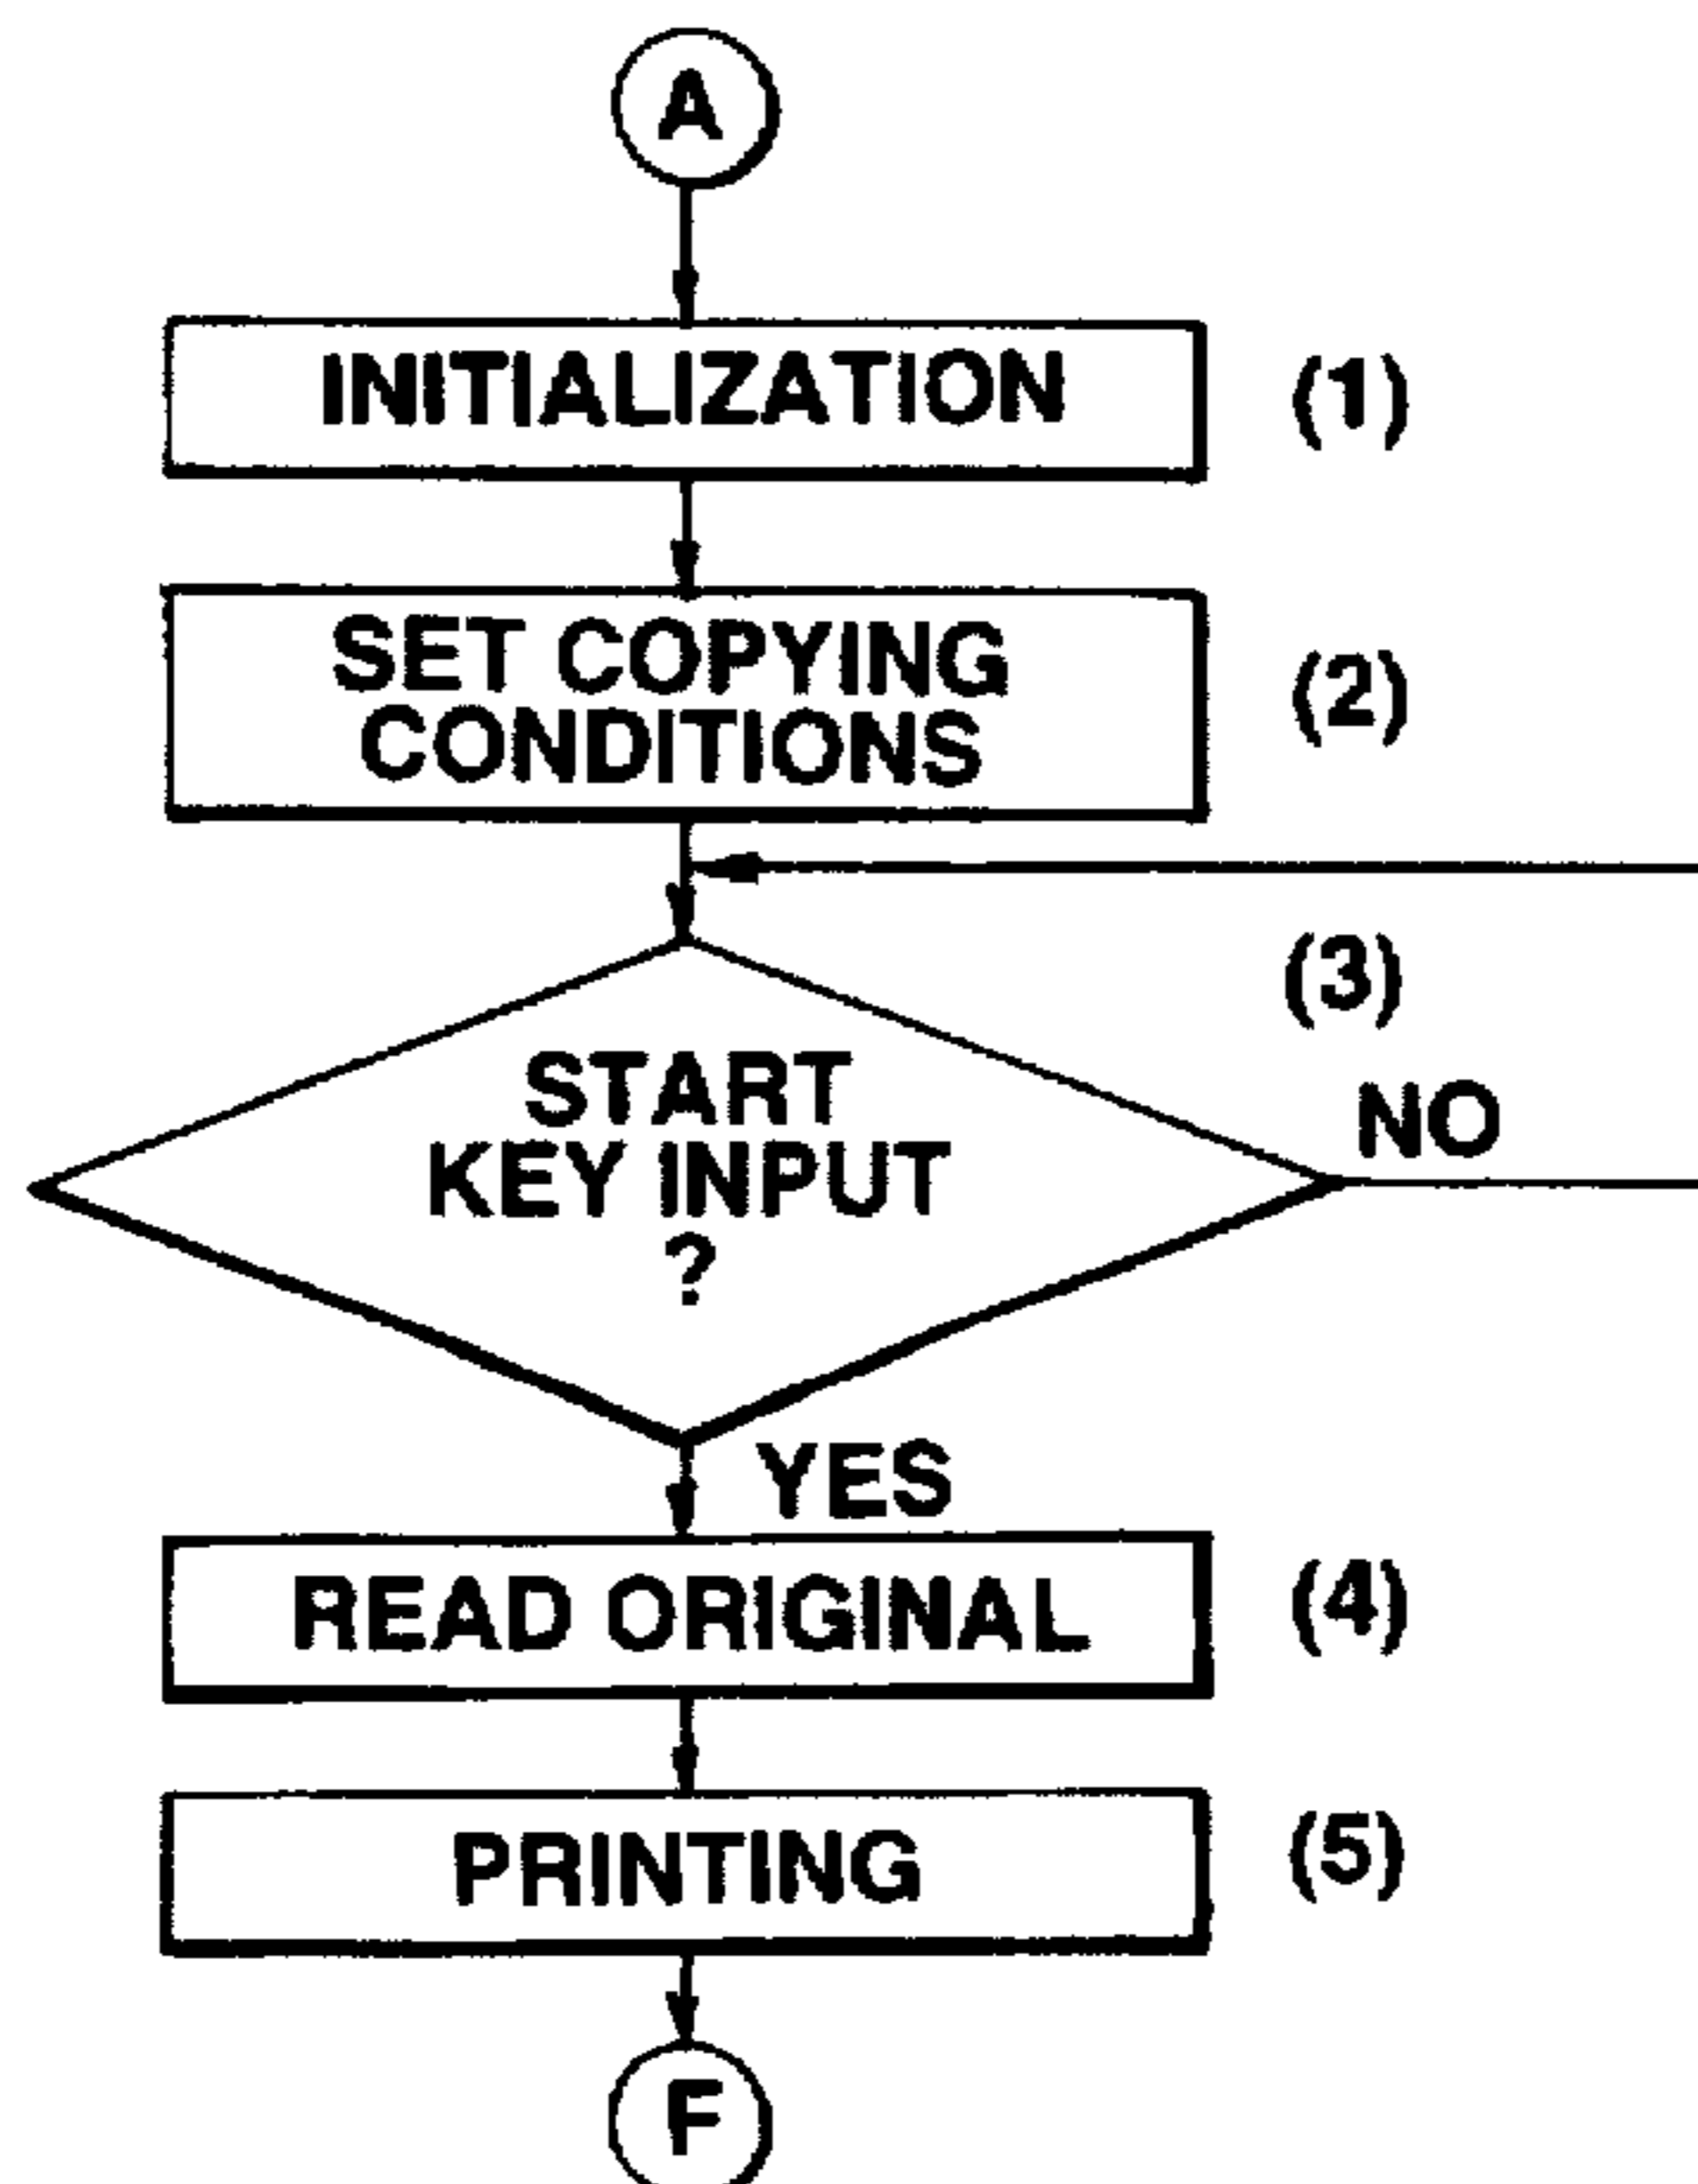 A
INITIALIZATION
(1)
SET COPYING
CONDITIONS
(2)
(3)
START
KEY INPUT
?
NO
YES
READ ORIGINAL
(4)
PRINTING
(5)
F